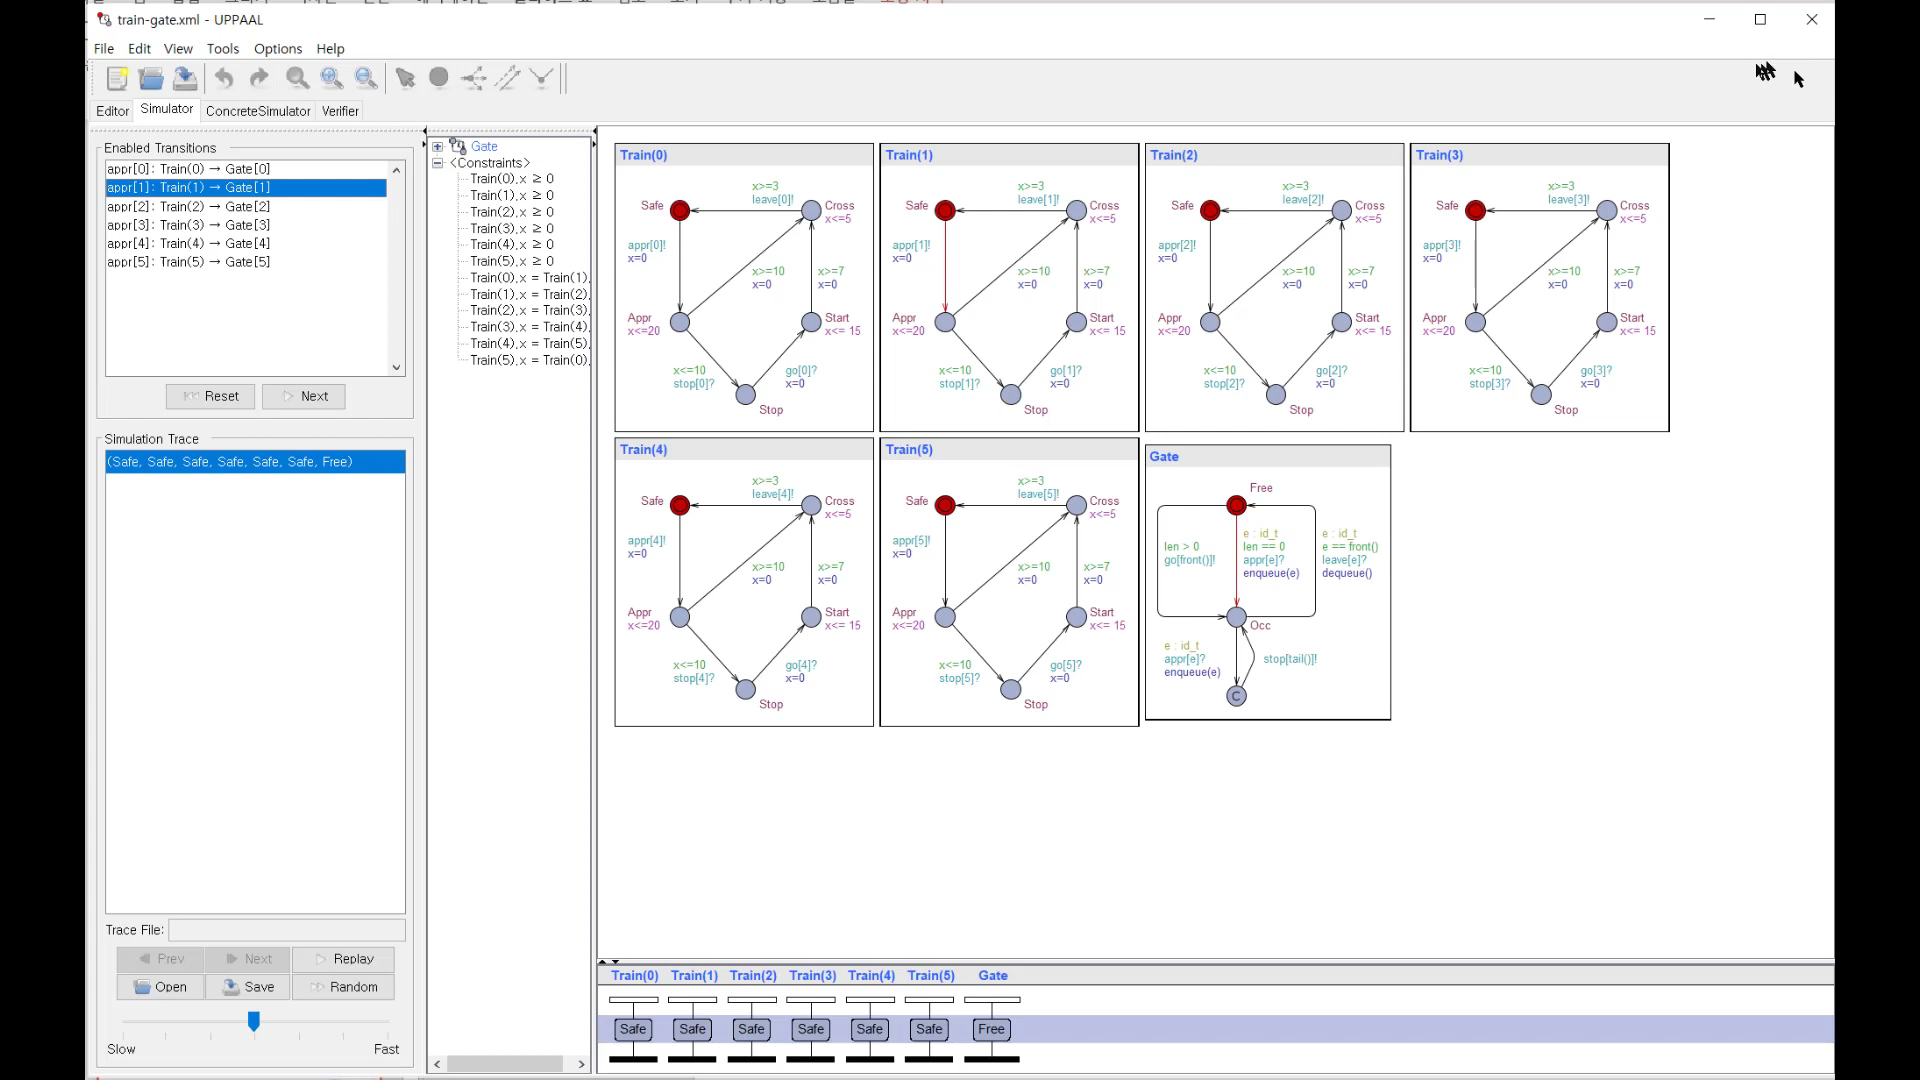 train-gate.xml - UPPAAL
File Edit View Tools Options Help
Editor Simulator ConcreteSimulator Verifier
Enabled Transitions
appr[0]: Train(0) → Gate[0]
appr[1]: Train(1) → Gate[1]
appr[2]: Train(2) → Gate[2]
appr[3]: Train(3) → Gate[3]
appr[4]: Train(4) → Gate[4]
appr[5]: Train(5) → Gate[5]
Reset Next
Simulation Trace
(Safe, Safe, Safe, Safe, Safe, Safe, Free)
Trace File:
Prev Next Replay
Open Save Random
Slow Fast
Gate
<Constraints>
Train(0).x ≥ 0
Train(1).x ≥ 0
Train(2).x ≥ 0
Train(3).x ≥ 0
Train(4).x ≥ 0
Train(5).x ≥ 0
Train(0).x = Train(1).
Train(1).x = Train(2).
Train(2).x = Train(3).
Train(3).x = Train(4).
Train(4).x = Train(5).
Train(5).x = Train(0).
Train(0)
x>=3
leave[0]!
Safe
Cross
x<=5
appr[0]!
x=0
x>=10
x=0
x>=7
x=0
Appr
x<=20
Start
x<= 15
x<=10
stop[0]?
go[0]?
x=0
Stop
Train(1)
x>=3
leave[1]!
Safe
Cross
x<=5
appr[1]!
x=0
x>=10
x=0
x>=7
x=0
Appr
x<=20
Start
x<= 15
x<=10
stop[1]?
go[1]?
x=0
Stop
Train(2)
x>=3
leave[2]!
Safe
Cross
x<=5
appr[2]!
x=0
x>=10
x=0
x>=7
x=0
Appr
x<=20
Start
x<= 15
x<=10
stop[2]?
go[2]?
x=0
Stop
Train(3)
x>=3
leave[3]!
Safe
Cross
x<=5
appr[3]!
x=0
x>=10
x=0
x>=7
x=0
Appr
x<=20
Start
x<= 15
x<=10
stop[3]?
go[3]?
x=0
Stop
Train(4)
x>=3
leave[4]!
Safe
Cross
x<=5
appr[4]!
x=0
x>=10
x=0
x>=7
x=0
Appr
x<=20
Start
x<= 15
x<=10
stop[4]?
go[4]?
x=0
Stop
Train(5)
x>=3
leave[5]!
Safe
Cross
x<=5
appr[5]!
x=0
x>=10
x=0
x>=7
x=0
Appr
x<=20
Start
x<= 15
x<=10
stop[5]?
go[5]?
x=0
Stop
Gate
Free
len > 0
go[front()]!
e : id_t
len == 0
appr[e]?
enqueue(e)
e : id_t
e == front()
leave[e]?
dequeue()
Occ
e : id_t
appr[e]?
enqueue(e)
stop[tail()]!
C
Train(0) Train(1) Train(2) Train(3) Train(4) Train(5) Gate
Safe Safe Safe Safe Safe Safe Free